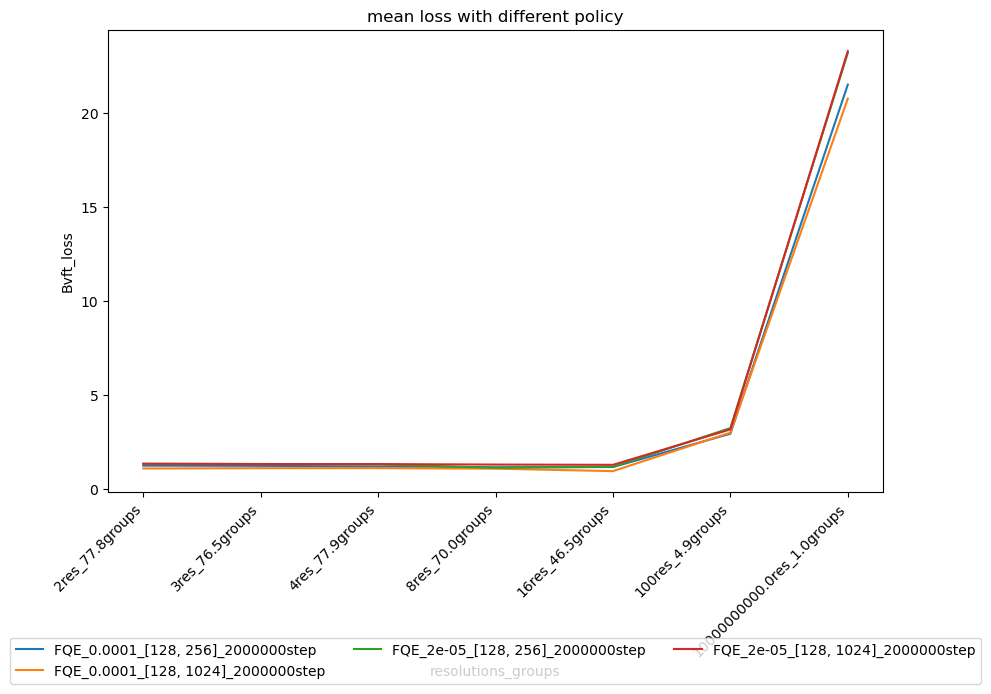 mean loss with different policy
Bvft_loss
20
15
10
5
0
2res_77.8groups
3res_76.5groups
4res_77.9groups
8res_70.0groups
16res_46.5groups
100res_4.9groups
10000000000.0res_1.0groups
resolutions_groups
FQE_0.0001_[128, 256]_2000000step
FQE_0.0001_[128, 1024]_2000000step
FQE_2e-05_[128, 256]_2000000step
FQE_2e-05_[128, 1024]_2000000step